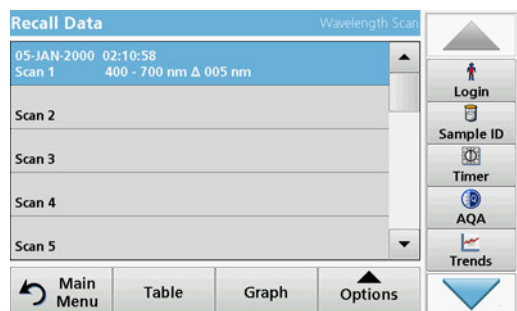 Recall Data
Wavelength Scan
05-JAN-2000 02:10:58
Scan 1 400 - 700 nm Δ 005 nm
Scan 2
Scan 3
Scan 4
Scan 5
Login
Sample ID
Timer
AQA
Trends
Main
Menu
Table
Graph
Options